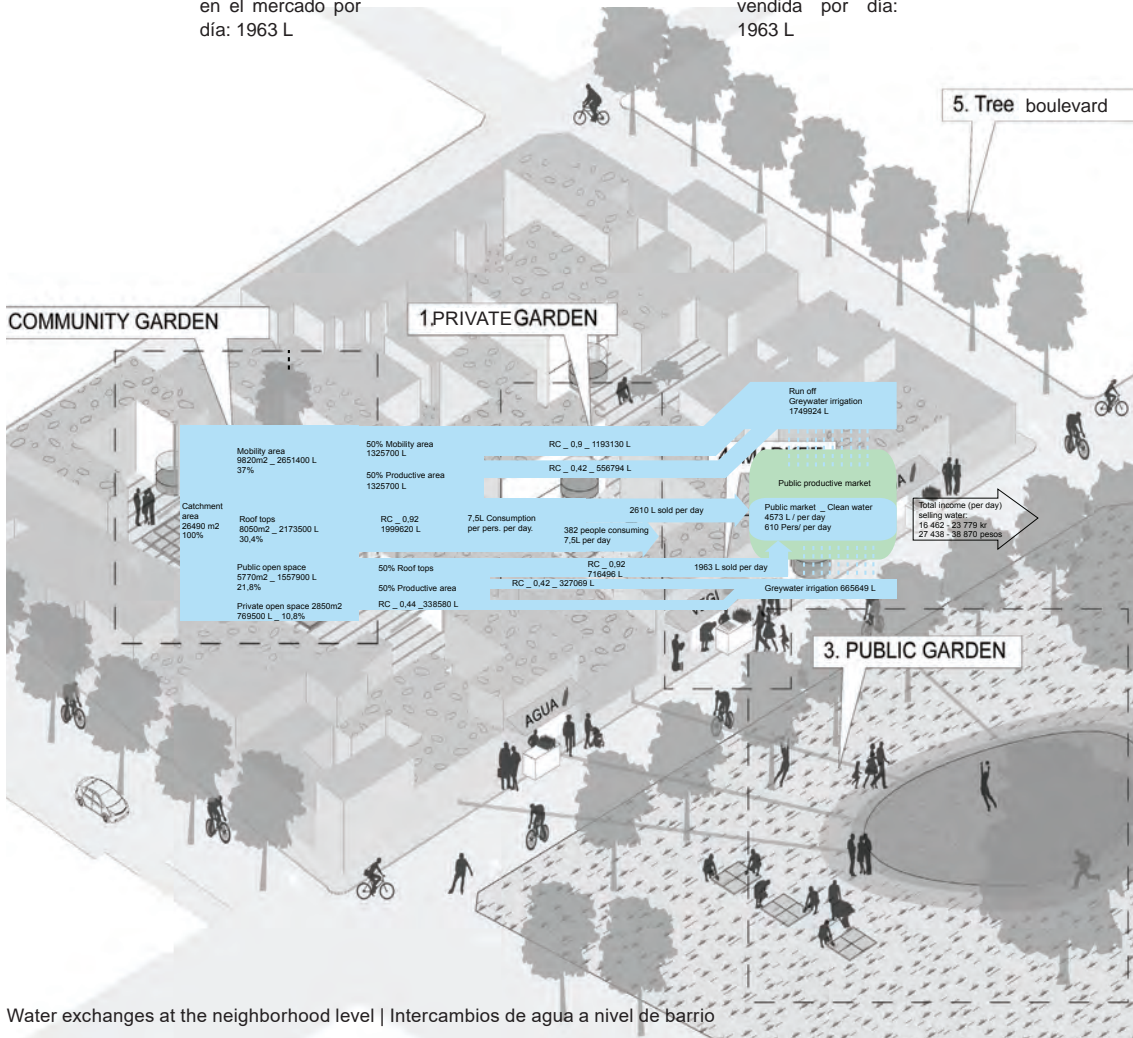 en el mercado por
día: 1963 L
vendida por día:
1963 L
5. Tree boulevard
COMMUNITY GARDEN
1.PRIVATE GARDEN
Run off
Greywater irrigation
1749924 L
Mobility area
9820m2 _ 2651400 L
37%
50% Mobility area
1325700 L
RC _ 0,9 _ 1193130 L
50% Productive area
1325700 L
RC _ 0,42 _ 556794 L
Public productive market
Catchment
area
26490 m2
100%
Roof tops
8050m2 _ 2173500 L
30,4%
RC _ 0,92
1999620 L
7,5L Consumption
per pers. per day.
2610 L sold per day
382 people consuming
7,5L per day
Public market _ Clean water
4573 L / per day
610 Pers/ per day
Total income (per day)
selling water:
16 462 - 23 779 kr
27 438 - 38 870 pesos
Public open space
5770m2 _ 1557900 L
21,8%
50% Roof tops
RC _ 0,92
716496 L
1963 L sold per day
50% Productive area
RC _ 0,42 _ 327069 L
Private open space 2850m2
769500 L _ 10,8%
RC _ 0,44 _338580 L
Greywater irrigation 665649 L
3. PUBLIC GARDEN
AGUA
Water exchanges at the neighborhood level | Intercambios de agua a nivel de barrio